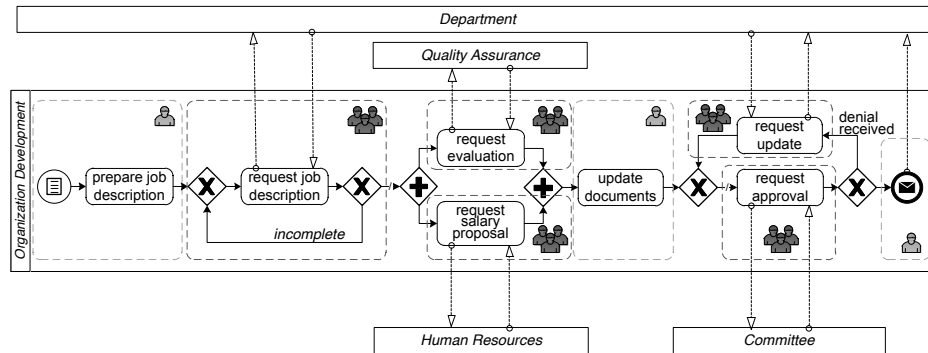 Department
Quality Assurance
Organization Development
prepare job
description
request job
description
incomplete
request
evaluation
request
salary
proposal
update
documents
request
update
denial
received
request
approval
Human Resources
Committee